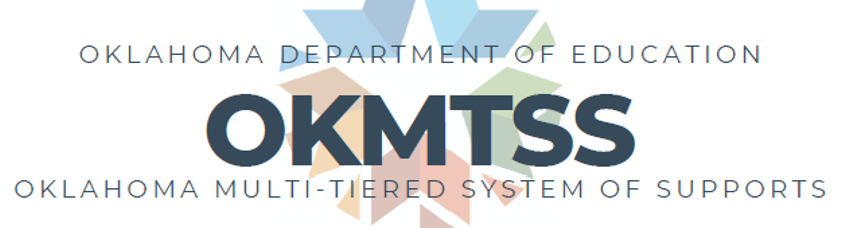 OKLAHOMA DEPARTMENT OF EDUCATION
OKMTSS
OKLAHOMA MULTI-TIERED SYSTEM OF SUPPORTS